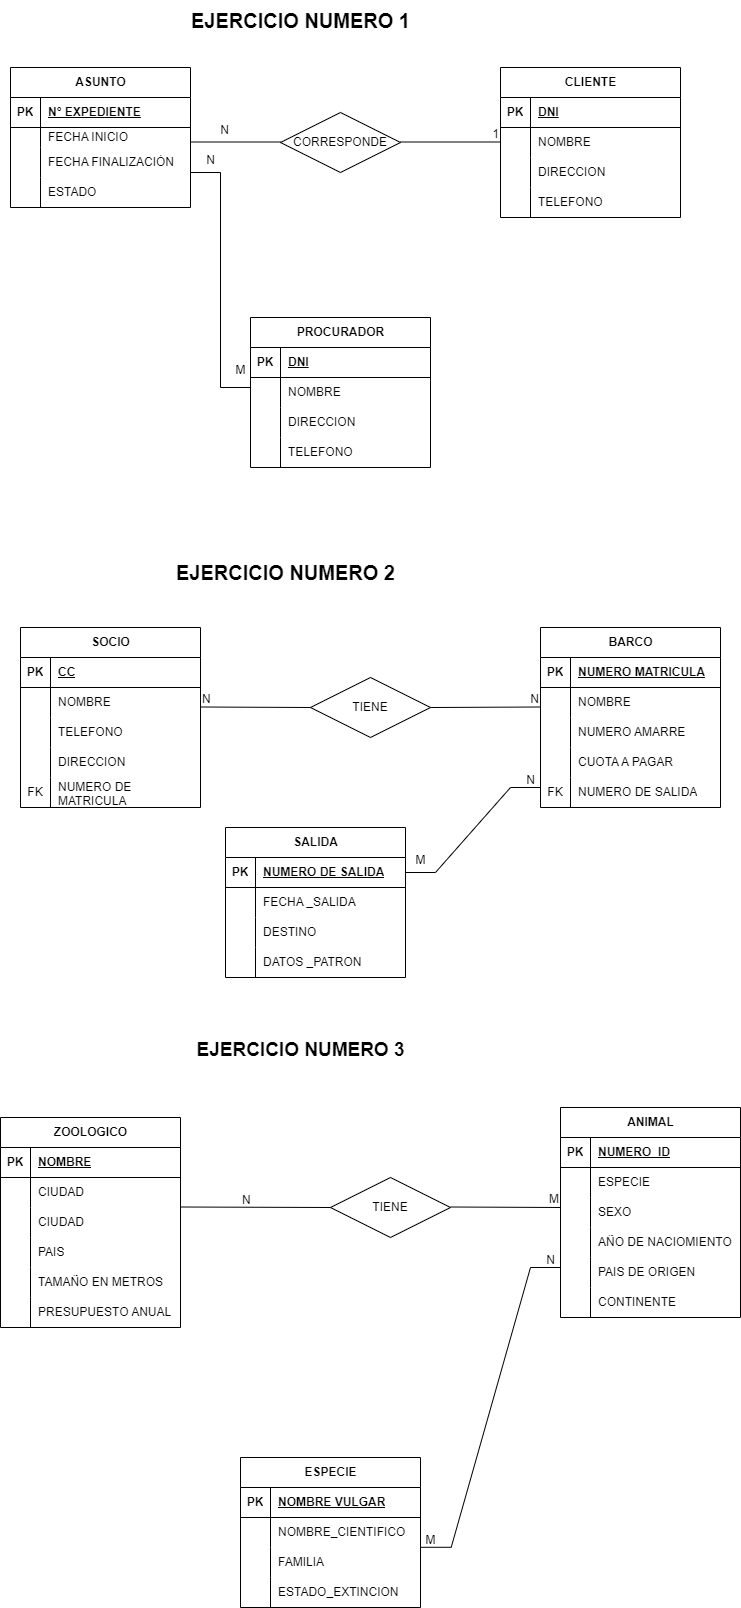 EJERCICIO NUMERO 1
ASUNTO
PK N° EXPEDIENTE
FECHA INICIO
FECHA FINALIZACIÓN
ESTADO
N
CORRESPONDE
1
N
CLIENTE
PK DNI
NOMBRE
DIRECCION
TELEFONO
PROCURADOR
M
PK DNI
NOMBRE
DIRECCION
TELEFONO
EJERCICIO NUMERO 2
SOCIO
PK CC
NOMBRE
TELEFONO
DIRECCION
FK NUMERO DE
MATRICULA
N
TIENE
N
BARCO
PK NUMERO MATRICULA
NOMBRE
NUMERO AMARRE
CUOTA A PAGAR
FK NUMERO DE SALIDA
N
M
SALIDA
PK NUMERO DE SALIDA
FECHA _SALIDA
DESTINO
DATOS _PATRON
EJERCICIO NUMERO 3
ZOOLOGICO
PK NOMBRE
CIUDAD
CIUDAD
PAIS
TAMAÑO EN METROS
PRESUPUESTO ANUAL
N
TIENE
M
ANIMAL
PK NUMERO_ID
ESPECIE
SEXO
AÑO DE NACIOMIENTO
PAIS DE ORIGEN
CONTINENTE
N
M
ESPECIE
PK NOMBRE VULGAR
NOMBRE_CIENTIFICO
FAMILIA
ESTADO_EXTINCION